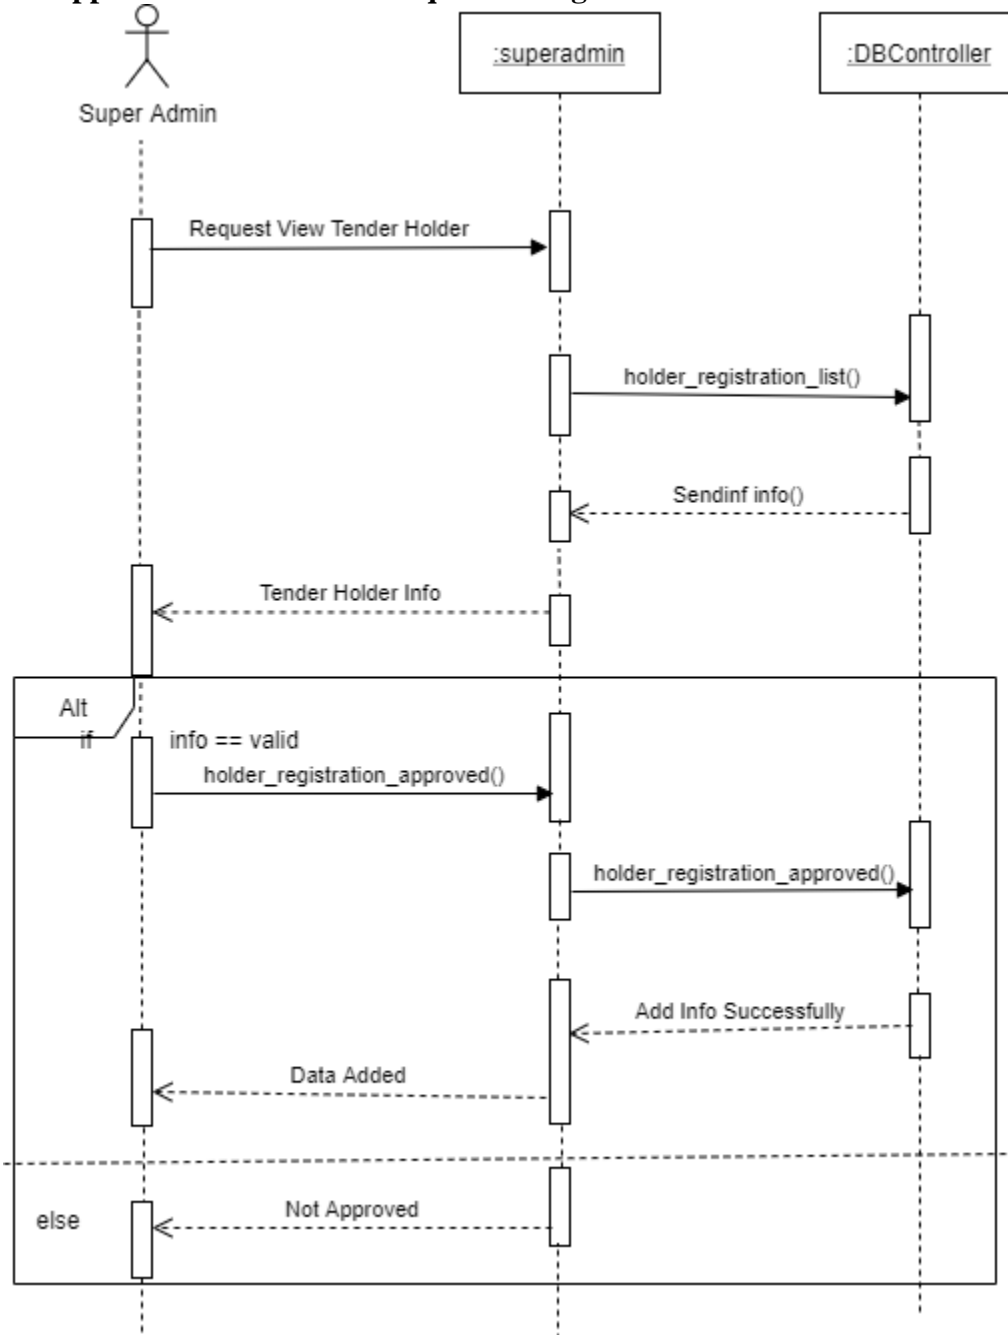 :superadmin
:DBController
Super Admin
Request View Tender Holder
holder_registration_list()
Sendinf info()
Tender Holder Info
Alt
if info == valid
holder_registration_approved()
holder_registration_approved()
Add Info Successfully
Data Added
Not Approved
else